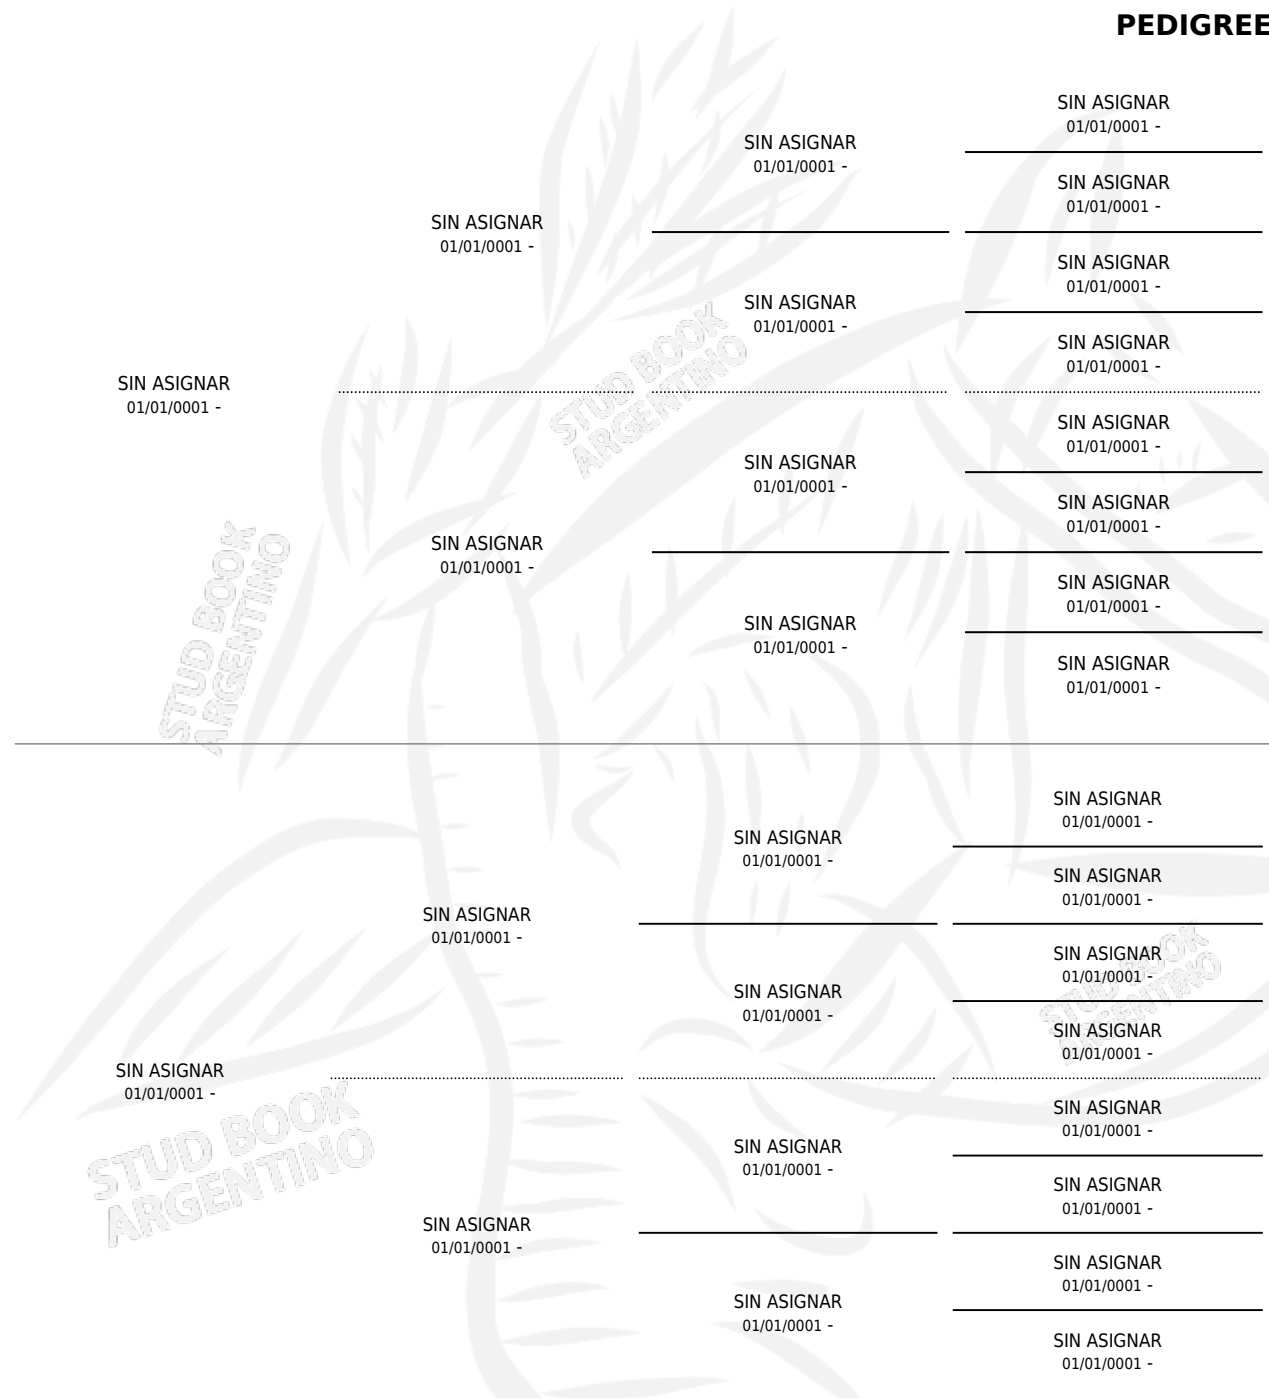 PEDIGREE
SIN ASIGNAR
01/01/0001 -
SIN ASIGNAR
01/01/0001 -
SIN ASIGNAR
01/01/0001 -
SIN ASIGNAR
01/01/0001 -
SIN ASIGNAR
01/01/0001 -
SIN ASIGNAR
01/01/0001 -
SIN ASIGNAR
01/01/0001 -
STUD BOOK
ARGENTINO
SIN ASIGNAR
01/01/0001 -
SIN ASIGNAR
01/01/0001 -
SIN ASIGNAR
01/01/0001 -
SIN ASIGNAR
01/01/0001 -
SIN ASIGNAR
01/01/0001 -
STUD BOOK
ARGENTINO
SIN ASIGNAR
01/01/0001 -
SIN ASIGNAR
01/01/0001 -
SIN ASIGNAR
01/01/0001 -
SIN ASIGNAR
01/01/0001 -
SIN ASIGNAR
01/01/0001 -
SIN ASIGNAR
01/01/0001 -
SIN ASIGNAR
01/01/0001 -
SIN ASIGNAR
01/01/0001 -
SIN ASIGNAR
01/01/0001 -
STUD BOOK
ARGENTINO
SIN ASIGNAR
01/01/0001 -
SIN ASIGNAR
01/01/0001 -
SIN ASIGNAR
01/01/0001 -
SIN ASIGNAR
01/01/0001 -
STUD BOOK
ARGENTINO
SIN ASIGNAR
01/01/0001 -
SIN ASIGNAR
01/01/0001 -
SIN ASIGNAR
01/01/0001 -
SIN ASIGNAR
01/01/0001 -
SIN ASIGNAR
01/01/0001 -
SIN ASIGNAR
01/01/0001 -